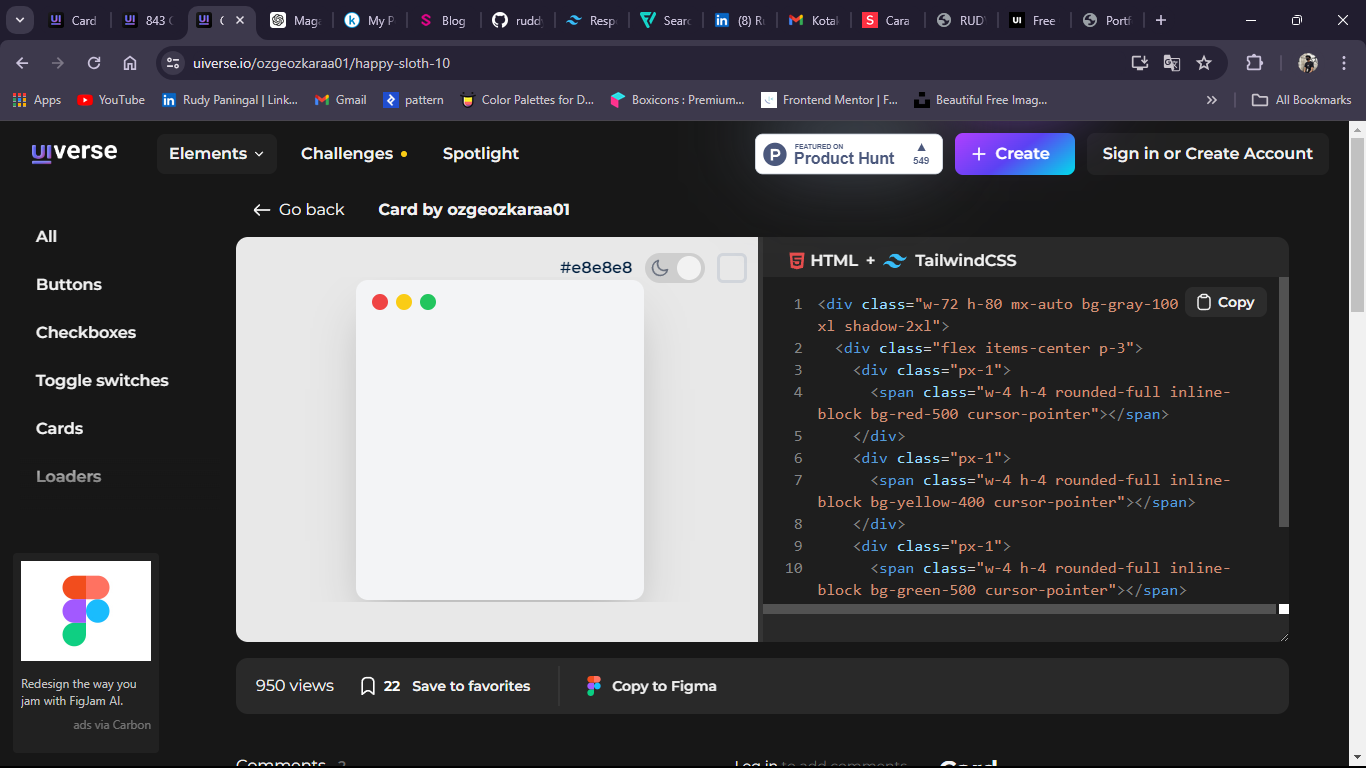 Card
843
Maga
My P
Blog
ruddy
Resp
Searc
(8) Ru
Kotak
Cara
RUDY
Free
Portf
uiverse.io/ozgeozkaraa01/happy-sloth-10
Apps
YouTube
Rudy Paningal | Link...
Gmail
pattern
Color Palettes for D...
Boxicons : Premium...
Frontend Mentor | F...
Beautiful Free Imag...
»
All Bookmarks
UIverse
Elements
Challenges
Spotlight
FEATURED ON
Product Hunt
549
+ Create
Sign in or Create Account
Go back
Card by ozgeozkaraa01
All
Buttons
Checkboxes
Toggle switches
Cards
Loaders
#e8e8e8
HTML + TailwindCSS
Copy
1 <div class="w-72 h-80 mx-auto bg-gray-100
xl shadow-2xl">
2 <div class="flex items-center p-3">
3 <div class="px-1">
4 <span class="w-4 h-4 rounded-full inline-
block bg-red-500 cursor-pointer"></span>
5 </div>
6 <div class="px-1">
7 <span class="w-4 h-4 rounded-full inline-
block bg-yellow-400 cursor-pointer"></span>
8 </div>
9 <div class="px-1">
10 <span class="w-4 h-4 rounded-full inline-
block bg-green-500 cursor-pointer"></span>
Redesign the way you
jam with FigJam AI.
ads via Carbon
950 views
22 Save to favorites
Copy to Figma
Comments
Log in to add comments
Card